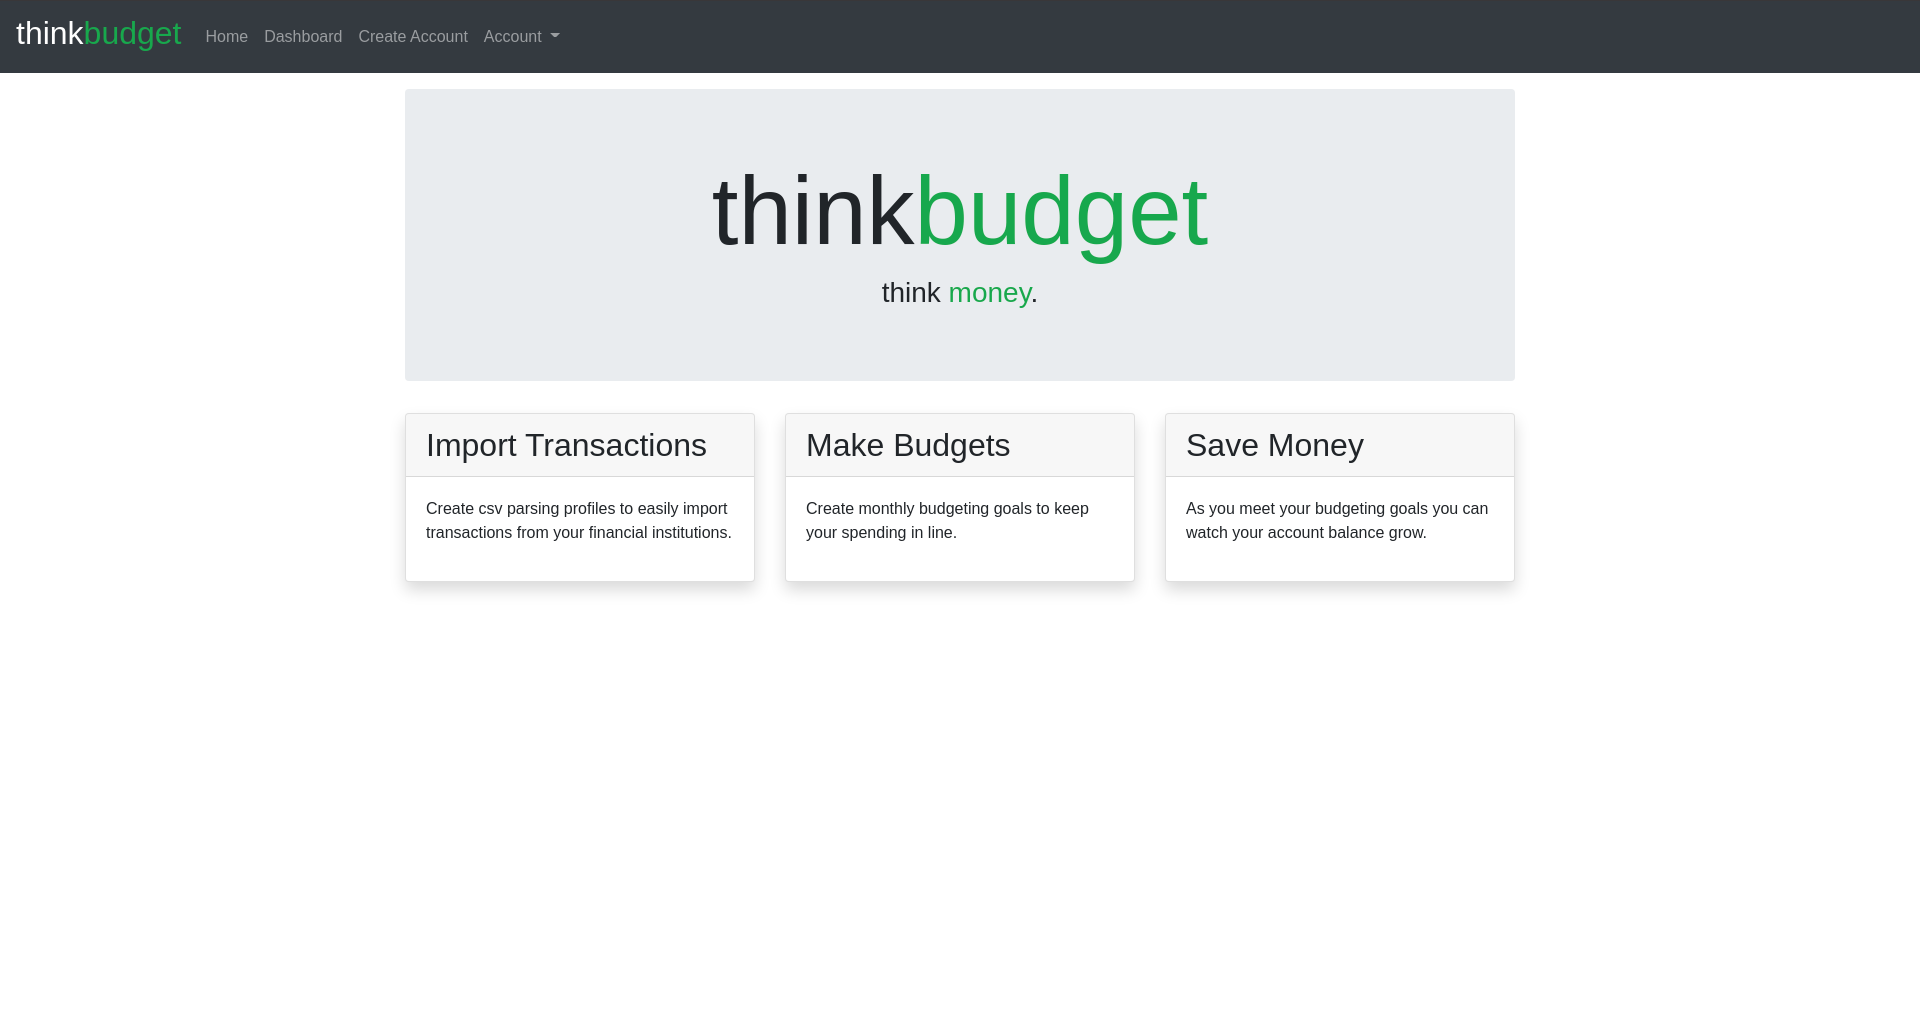 thinkbudget Home Dashboard Create Account Account
thinkbudget
think money.
Import Transactions
Create csv parsing profiles to easily import
transactions from your financial institutions.
Make Budgets
Create monthly budgeting goals to keep
your spending in line.
Save Money
As you meet your budgeting goals you can
watch your account balance grow.